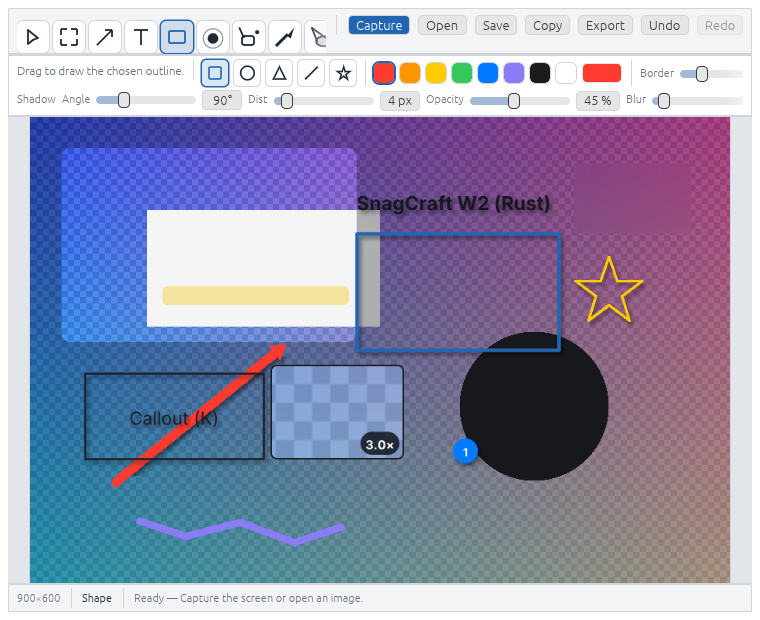 Capture Open Save Copy Export Undo Redo
Drag to draw the chosen outline. Border
Shadow Angle 90° Dist 4 px Opacity 45 % Blur
SnagCraft W2 (Rust)
Callout (K)
3.0×
1
900×600 Shape Ready — Capture the screen or open an image.